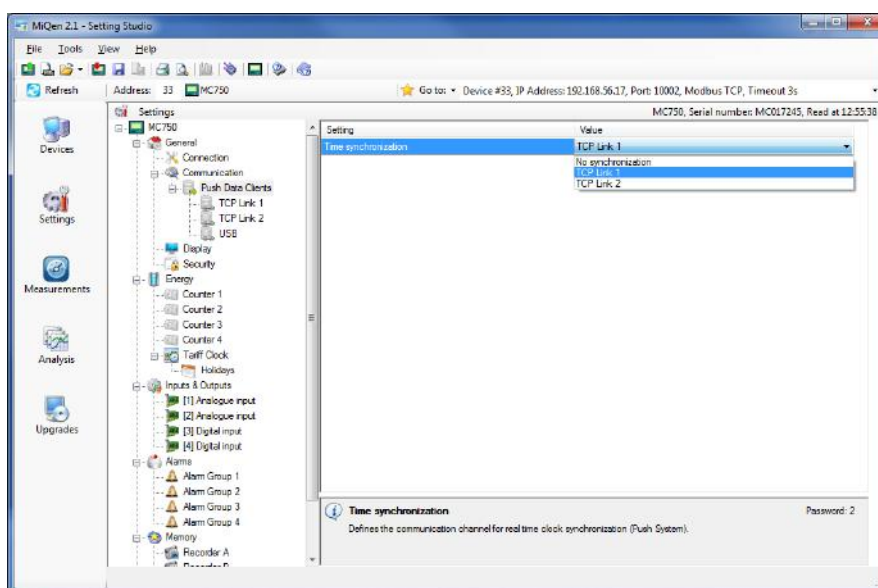 MiQen 2.1 - Setting Studio
File Tools View Help
Refresh Address: 33 MC750 Go to: Device #33, IP Address: 192.168.56.17, Port: 10002, Modbus TCP, Timeout 3s
Settings MC750, Serial number: MC017245, Read at 12:55:38
Devices
Settings
Measurements
Analysis
Upgrades
MC750
General
Connection
Communication
Push Data Clients
TCP Link 1
TCP Link 2
USB
Display
Security
Energy
Counter 1
Counter 2
Counter 3
Counter 4
Tariff Clock
Holidays
Inputs & Outputs
[1] Analogue input
[2] Analogue input
[3] Digital input
[4] Digital input
Alarms
Alarm Group 1
Alarm Group 2
Alarm Group 3
Alarm Group 4
Memory
Recorder A
Setting Value
Time synchronization TCP Link 1
No synchronization
TCP Link 1
TCP Link 2
Time synchronization Password: 2
Defines the communication channel for real time clock synchronization (Push System).